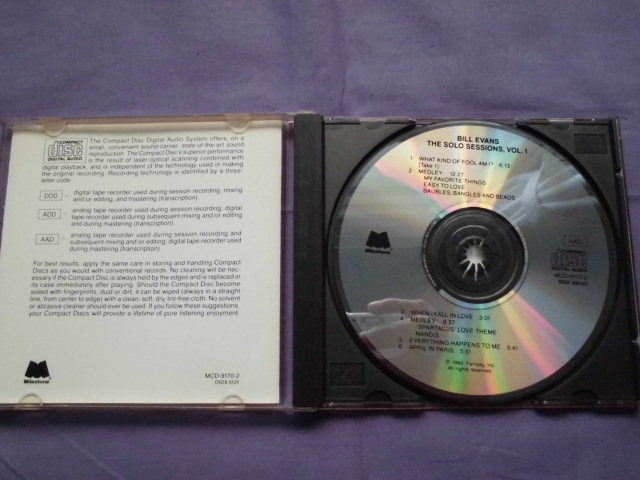 COMPACT
disc
DIGITAL AUDIO
The Compact Disc Digital Audio System offers, on a
small, convenient sound-carrier, state-of-the-art sound
reproduction. The Compact Disc's superior performance
is the result of laser-optical scanning combined with
digital playback, and is independent of the technology used in making
the original recording. Recording technology is identified by a three-
letter code:
DDD = digital tape recorder used during session recording, mixing
and/or editing, and mastering (transcription).
ADD = analog tape recorder used during session recording, digital
tape recorder used during subsequent mixing and/or editing
and during mastering (transcription).
AAD = analog tape recorder used during session recording and
subsequent mixing and/or editing; digital tape recorder used
during mastering (transcription).
For best results, apply the same care in storing and handling Compact
Discs as you would with conventional records. No cleaning will be nec-
essary if the Compact Disc is always held by the edges and is replaced in
its case immediately after playing. Should the Compact Disc become
soiled with fingerprints, dust or dirt, it can be wiped (always in a straight
line, from center to edge) with a clean, soft, dry, lint-free cloth. No solvent
or abrasive cleaner should ever be used. If you follow these suggestions,
your Compact Discs will provide a lifetime of pure listening enjoyment.
Milestone
MCD-9170-2
BILL EVANS
THE SOLO SESSIONS, VOL. 1
1 WHAT KIND OF FOOL AM I? 6:13
[Take 1]
2 MEDLEY 12:27
MY FAVORITE THINGS
EASY TO LOVE
BAUBLES, BANGLES AND BEADS
Milestone
AAD
COMPACT
disc
DIGITAL AUDIO
MCD-9170-2
3 WHEN I FALL IN LOVE 3:01
4 MEDLEY 8:37
"SPARTACUS" LOVE THEME
NARDIS
5 EVERYTHING HAPPENS TO ME 5:41
6 APRIL IN PARIS 5:51
Fantasy, Inc.
All rights reserved.